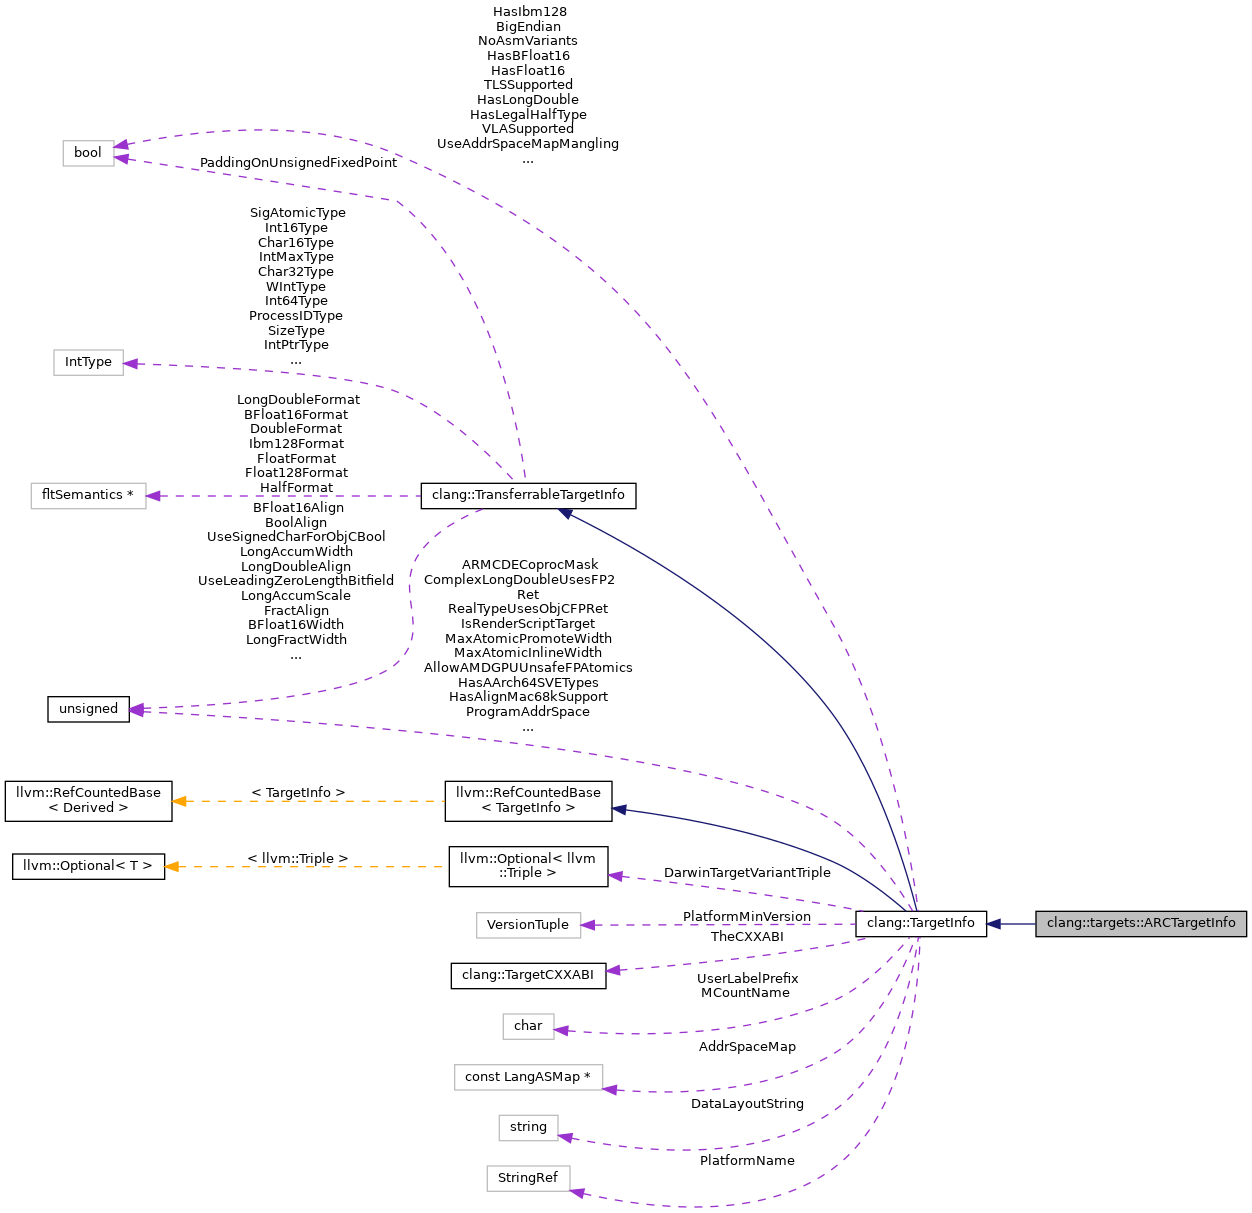 HasIbm128
BigEndian
NoAsmVariants
HasBFloat16
HasFloat16
TLSSupported
HasLongDouble
HasLegalHalfType
VLASupported
UseAddrSpaceMapMangling
...
bool
PaddingOnUnsignedFixedPoint
SigAtomicType
Int16Type
Char16Type
IntMaxType
Char32Type
WIntType
Int64Type
ProcessIDType
SizeType
IntPtrType
...
IntType
LongDoubleFormat
BFloat16Format
DoubleFormat
Ibm128Format
FloatFormat
Float128Format
HalfFormat
fltSemantics *
clang::TransferrableTargetInfo
BFloat16Align
BoolAlign
UseSignedCharForObjCBool
LongAccumWidth
LongDoubleAlign
UseLeadingZeroLengthBitfield
LongAccumScale
FractAlign
BFloat16Width
LongFractWidth
...
ARMCDECoprocMask
ComplexLongDoubleUsesFP2
Ret
RealTypeUsesObjCFPRet
IsRenderScriptTarget
MaxAtomicPromoteWidth
MaxAtomicInlineWidth
AllowAMDGPUUnsafeFPAtomics
HasAArch64SVETypes
HasAlignMac68kSupport
ProgramAddrSpace
...
unsigned
llvm::RefCountedBase
< Derived >
< TargetInfo >
llvm::RefCountedBase
< TargetInfo >
llvm::Optional< T >
< llvm::Triple >
llvm::Optional< llvm
::Triple >
DarwinTargetVariantTriple
VersionTuple
PlatformMinVersion
clang::TargetInfo
clang::targets::ARCTargetInfo
TheCXXABI
clang::TargetCXXABI
UserLabelPrefix
MCountName
char
AddrSpaceMap
const LangASMap *
DataLayoutString
string
PlatformName
StringRef